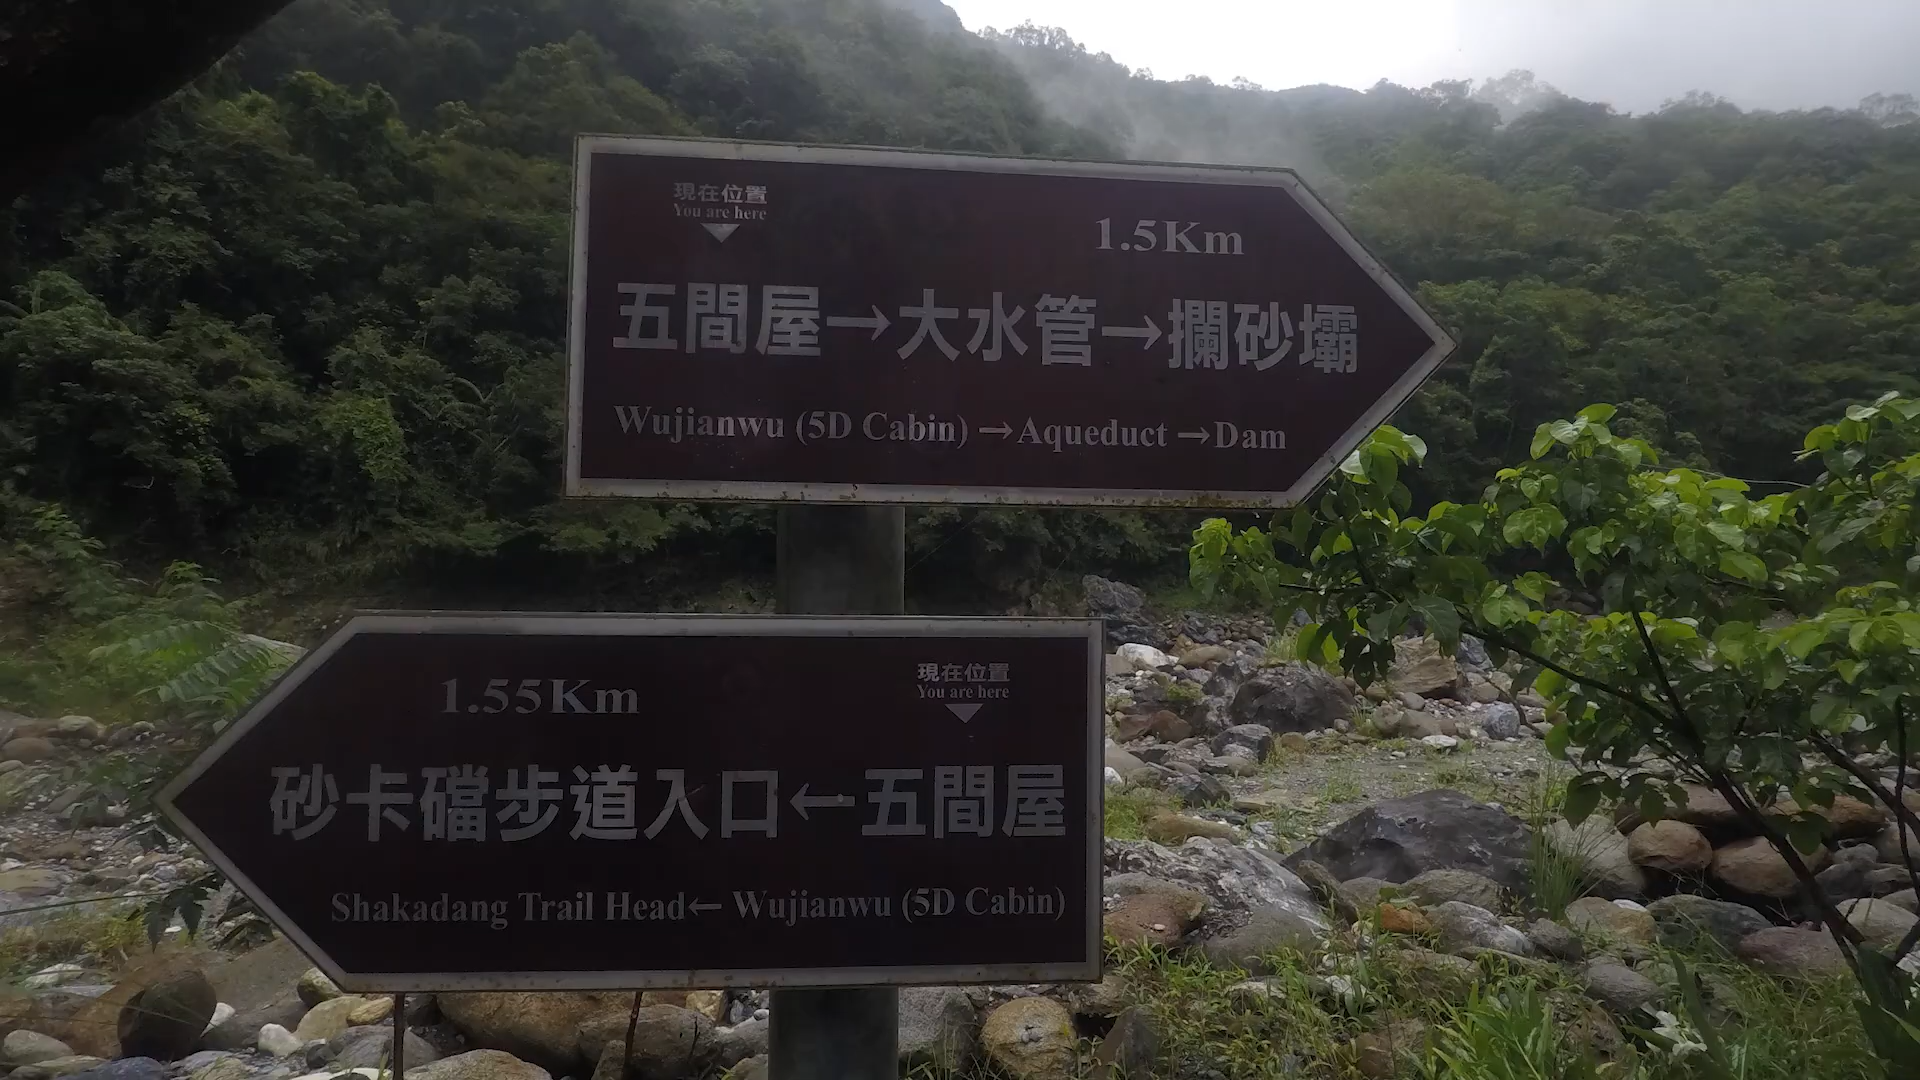 現在位置
You are here
1.5Km
五間屋→大水管→攔砂壩
Wujianwu (5D Cabin) →Aqueduct →Dam
1.55Km
現在位置
You are here
砂卡礑步道入口←五間屋
Shakadang Trail Head← Wujianwu (5D Cabin)